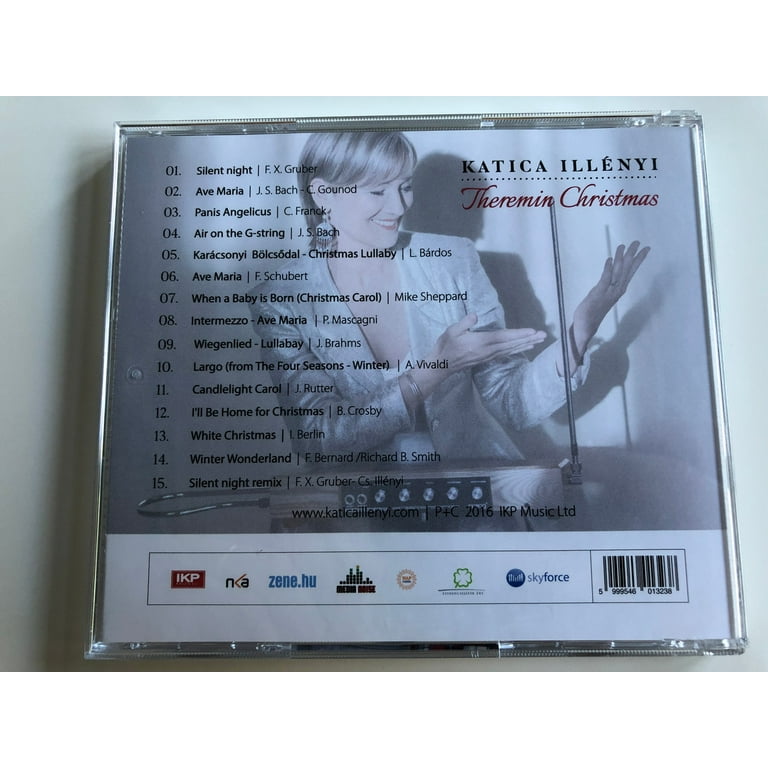 KATICA ILLÉNYI
Theremin Christmas
01. Silent night | F. X. Gruber
02. Ave Maria | J. S. Bach - C. Gounod
03. Panis Angelicus | C. Franck
04. Air on the G-string | J. S. Bach
05. Karácsonyi Bölcsődal - Christmas Lullaby | L. Bárdos
06. Ave Maria | F. Schubert
07. When a Baby is Born (Christmas Carol) | Mike Sheppard
08. Intermezzo - Ave Maria | P. Mascagni
09. Wiegenlied - Lullabay | J. Brahms
10. Largo (from The Four Seasons - Winter) | A. Vivaldi
11. Candlelight Carol | J. Rutter
12. I'll Be Home for Christmas | B. Crosby
13. White Christmas | I. Berlin
14. Winter Wonderland | F. Bernard /Richard B. Smith
15. Silent night remix | F. X. Gruber- Cs. Illényi
www.katicaillenyi.com | P+C 2016 IKP Music Ltd
IKP nka zene.hu skyforce
5 999546 013238